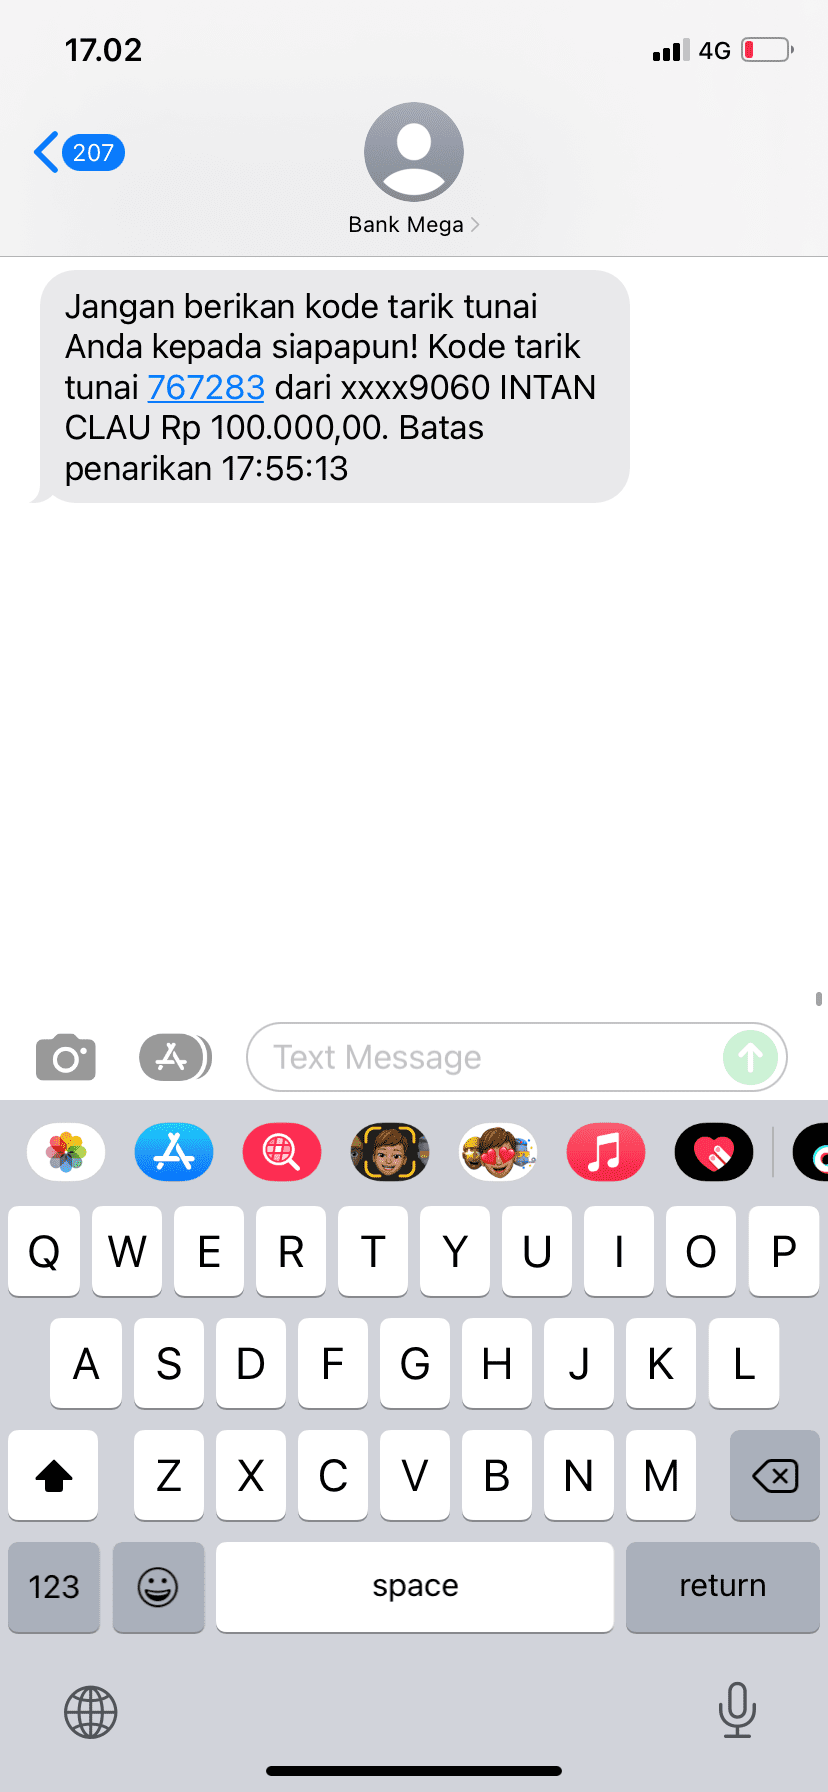 17.02
4G
207
Bank Mega
Jangan berikan kode tarik tunai
Anda kepada siapapun! Kode tarik
tunai 767283 dari xxxx9060 INTAN
CLAU Rp 100.000,00. Batas
penarikan 17:55:13
Text Message
Q W E R T Y U I O P
A S D F G H J K L
Z X C V B N M
123 space return